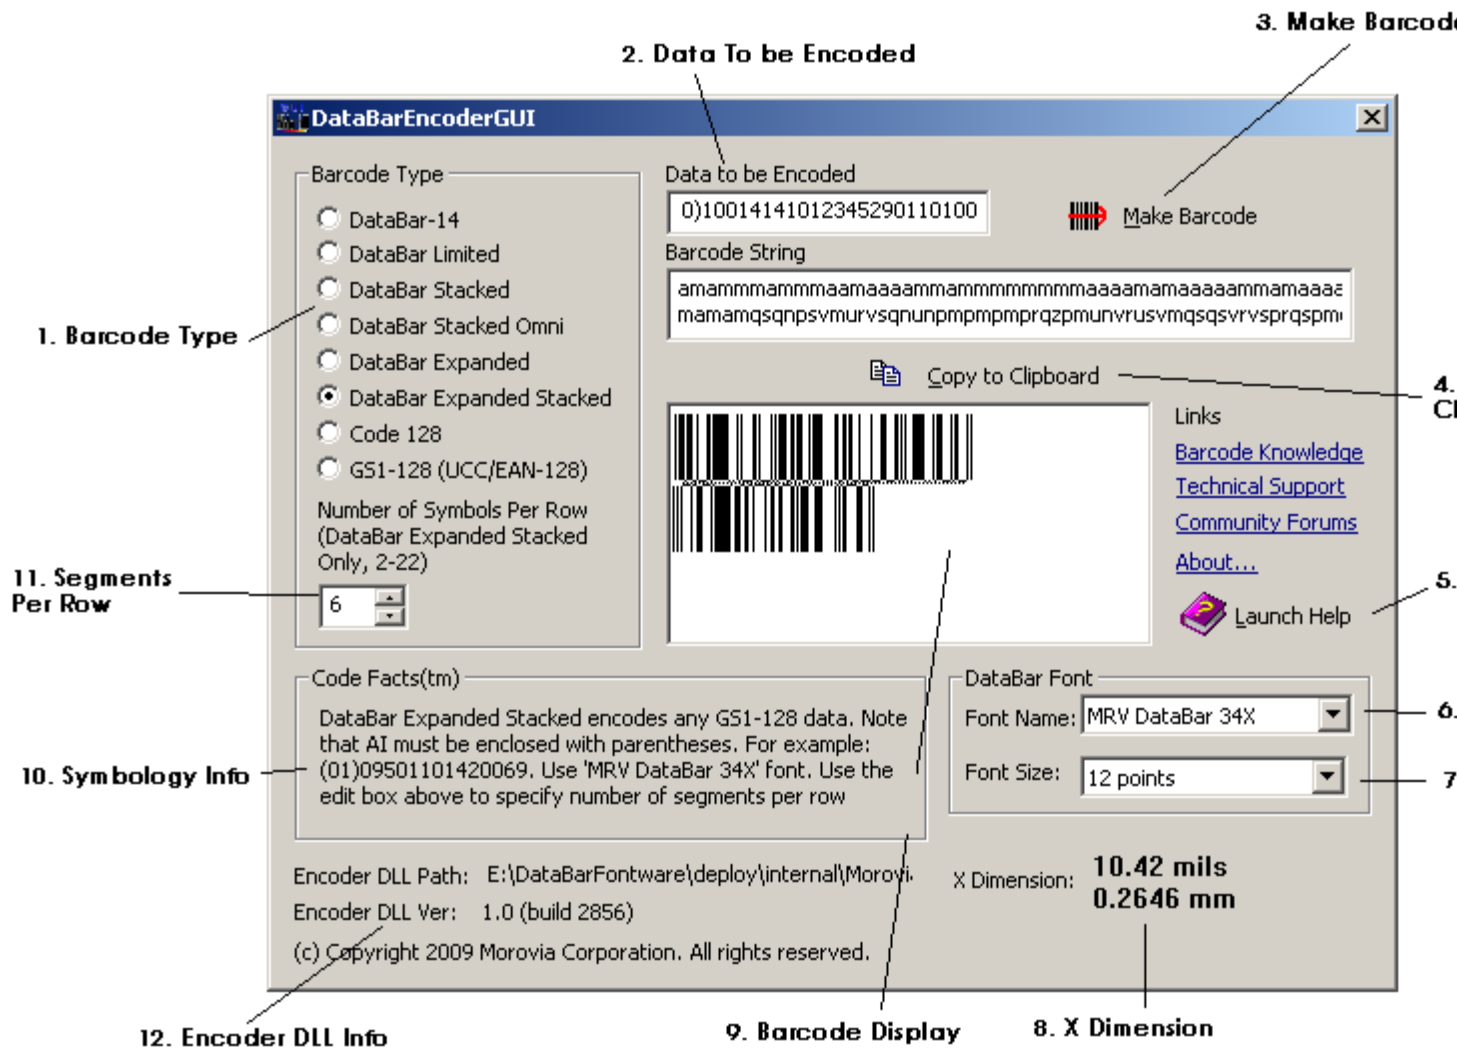 3. Make Barcode
2. Data To be Encoded
DataBarEncoderGUI
Barcode Type
DataBar-14
DataBar Limited
DataBar Stacked
DataBar Stacked Omni
DataBar Expanded
DataBar Expanded Stacked
Code 128
GS1-128 (UCC/EAN-128)
Number of Symbols Per Row
(DataBar Expanded Stacked
Only, 2-22)
6
1. Barcode Type
11. Segments
Per Row
Data to be Encoded
0)10014141012345290110100
Make Barcode
Barcode String
amammmammmaamaaaammammmmmmmaaaamamaaaaammamaaaa
mamamqsqnpsvmurvsqnunpmpmpmprqzpmunvrusvmqsqsvrvsprqspm
Copy to Clipboard
4.
Links
Barcode Knowledge
Technical Support
Community Forums
About...
Launch Help
5.
Code Facts(tm)
DataBar Expanded Stacked encodes any GS1-128 data. Note
that AI must be enclosed with parentheses. For example:
(01)09501101420069. Use 'MRV DataBar 34X' font. Use the
edit box above to specify number of segments per row
10. Symbology Info
DataBar Font
Font Name: MRV DataBar 34X
6.
Font Size: 12 points
7
Encoder DLL Path: E:\DataBarFontware\deploy\internal\Morovia
Encoder DLL Ver: 1.0 (build 2856)
(c) Copyright 2009 Morovia Corporation. All rights reserved.
X Dimension: 10.42 mils
0.2646 mm
12. Encoder DLL Info
9. Barcode Display
8. X Dimension